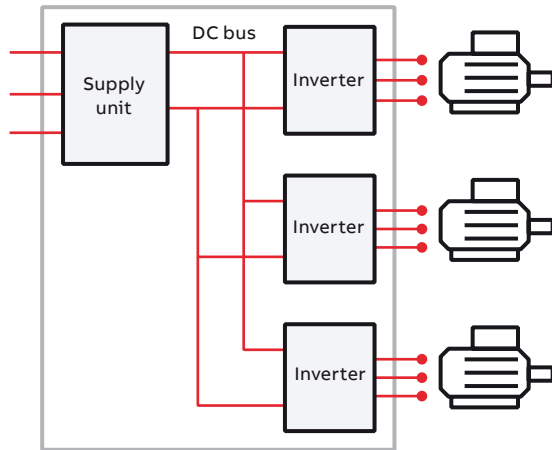 DC bus
Supply
unit
Inverter
Inverter
Inverter